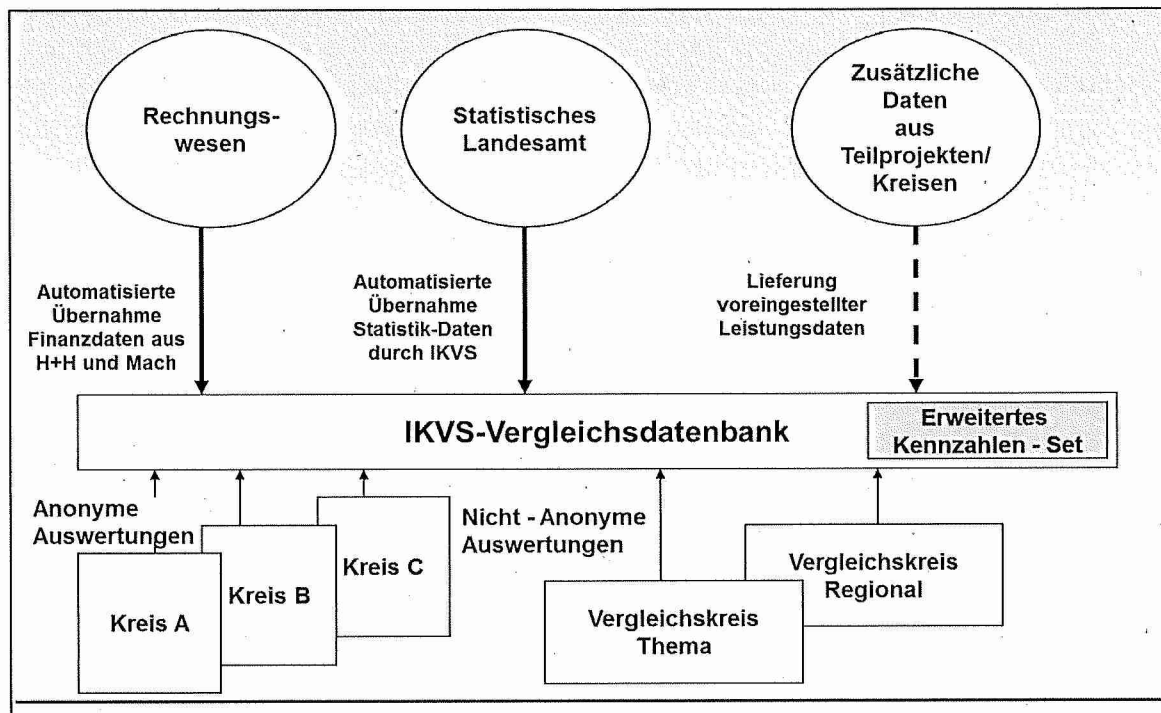 Rechnungs-
wesen
Statistisches
Landesamt
Zusätzliche
Daten
aus
Teilprojekten/
Kreisen
Automatisierte
Übernahme
Finanzdaten aus
H+H und Mach
Automatisierte
Übernahme
Statistik-Daten
durch IKVS
Lieferung
voreingestellter
Leistungsdaten
IKVS-Vergleichsdatenbank
Erweitertes
Kennzahlen - Set
Anonyme
Auswertungen
Kreis A
Kreis B
Kreis C
Nicht - Anonyme
Auswertungen
Vergleichskreis
Thema
Vergleichskreis
Regional